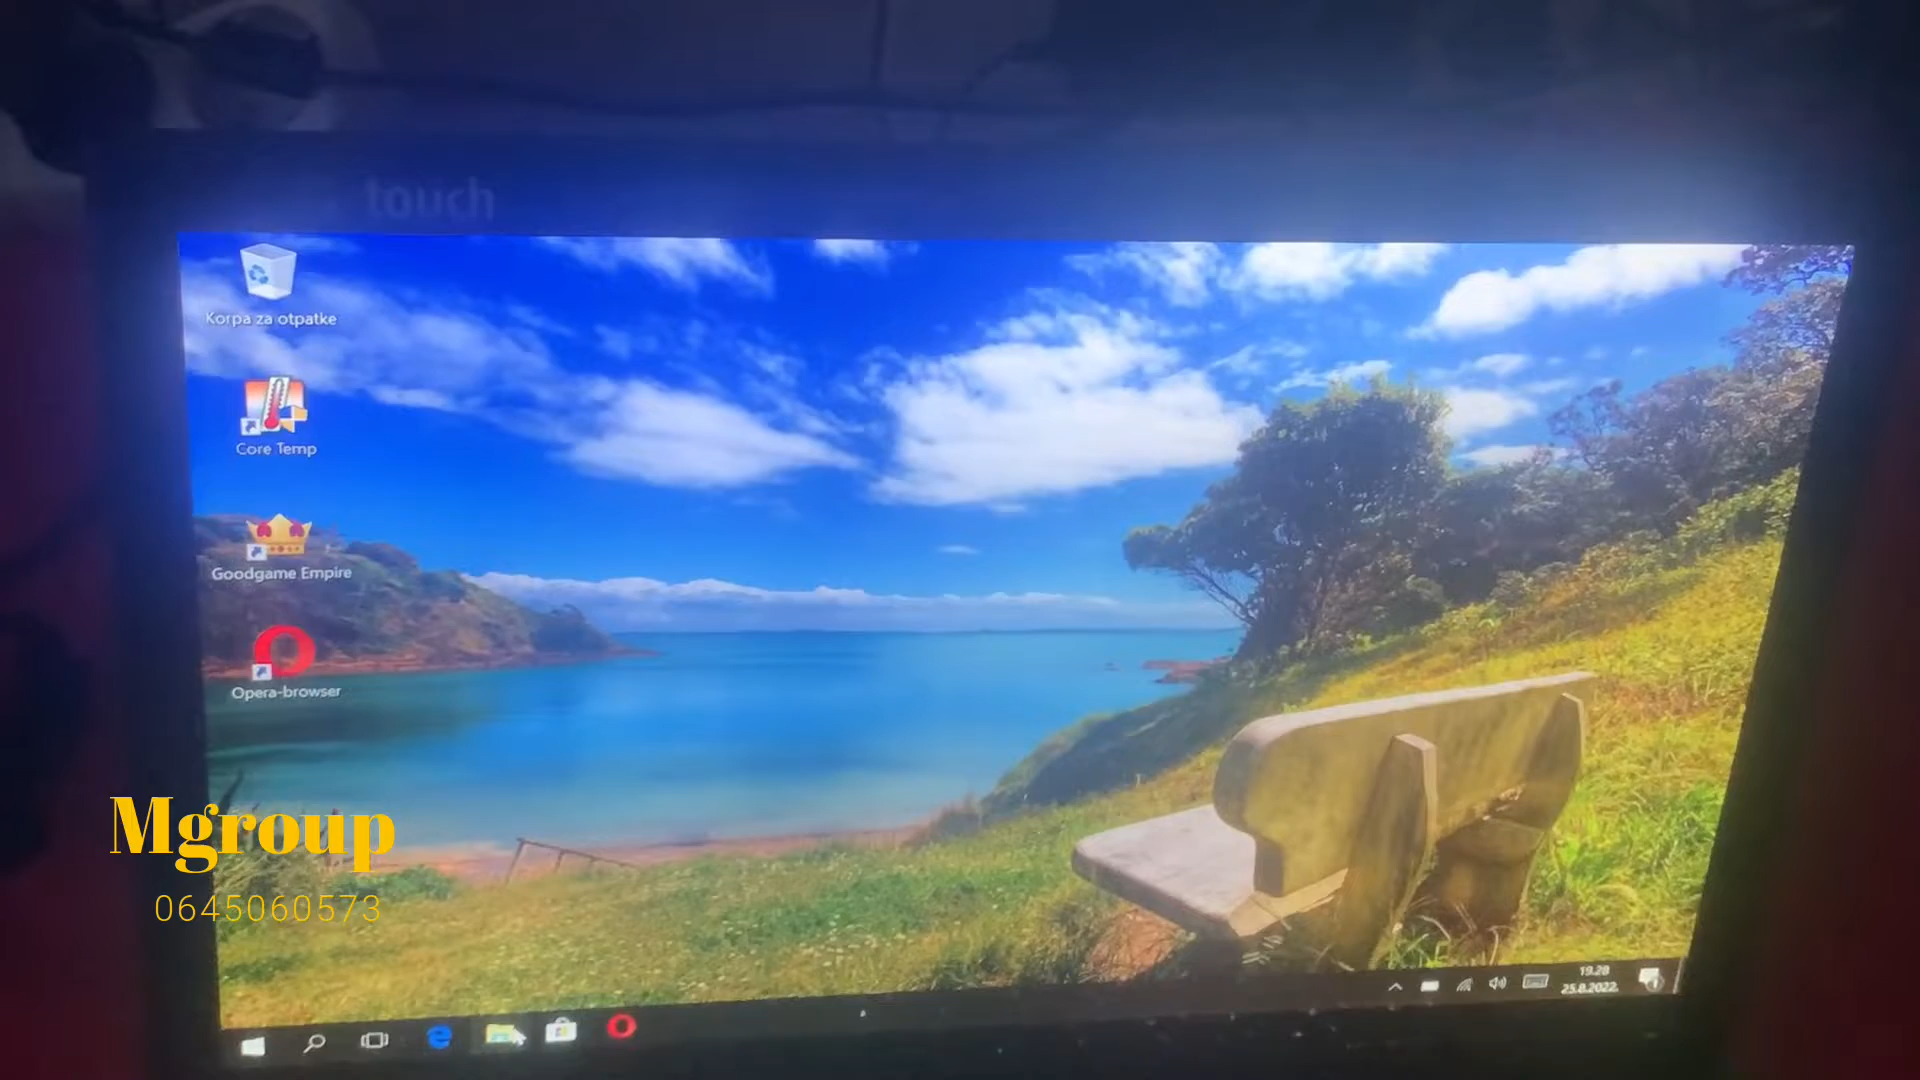 touch
Korpa za otpatke
Core Temp
Goodgame Empire
Opera-browser
Mgroup
0645060573
19.28
25.8.2022.